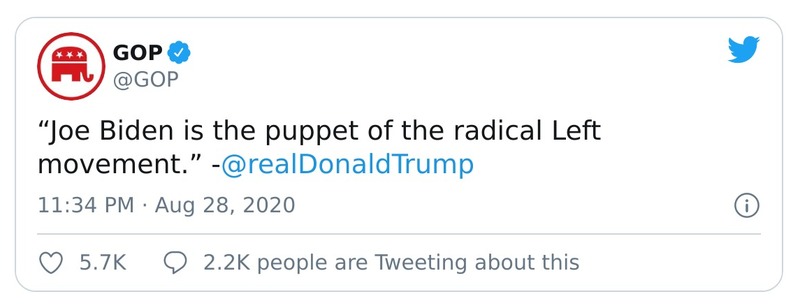 GOP
@GOP
“Joe Biden is the puppet of the radical Left
movement.” -@realDonaldTrump
11:34 PM · Aug 28, 2020
5.7K 2.2K people are Tweeting about this